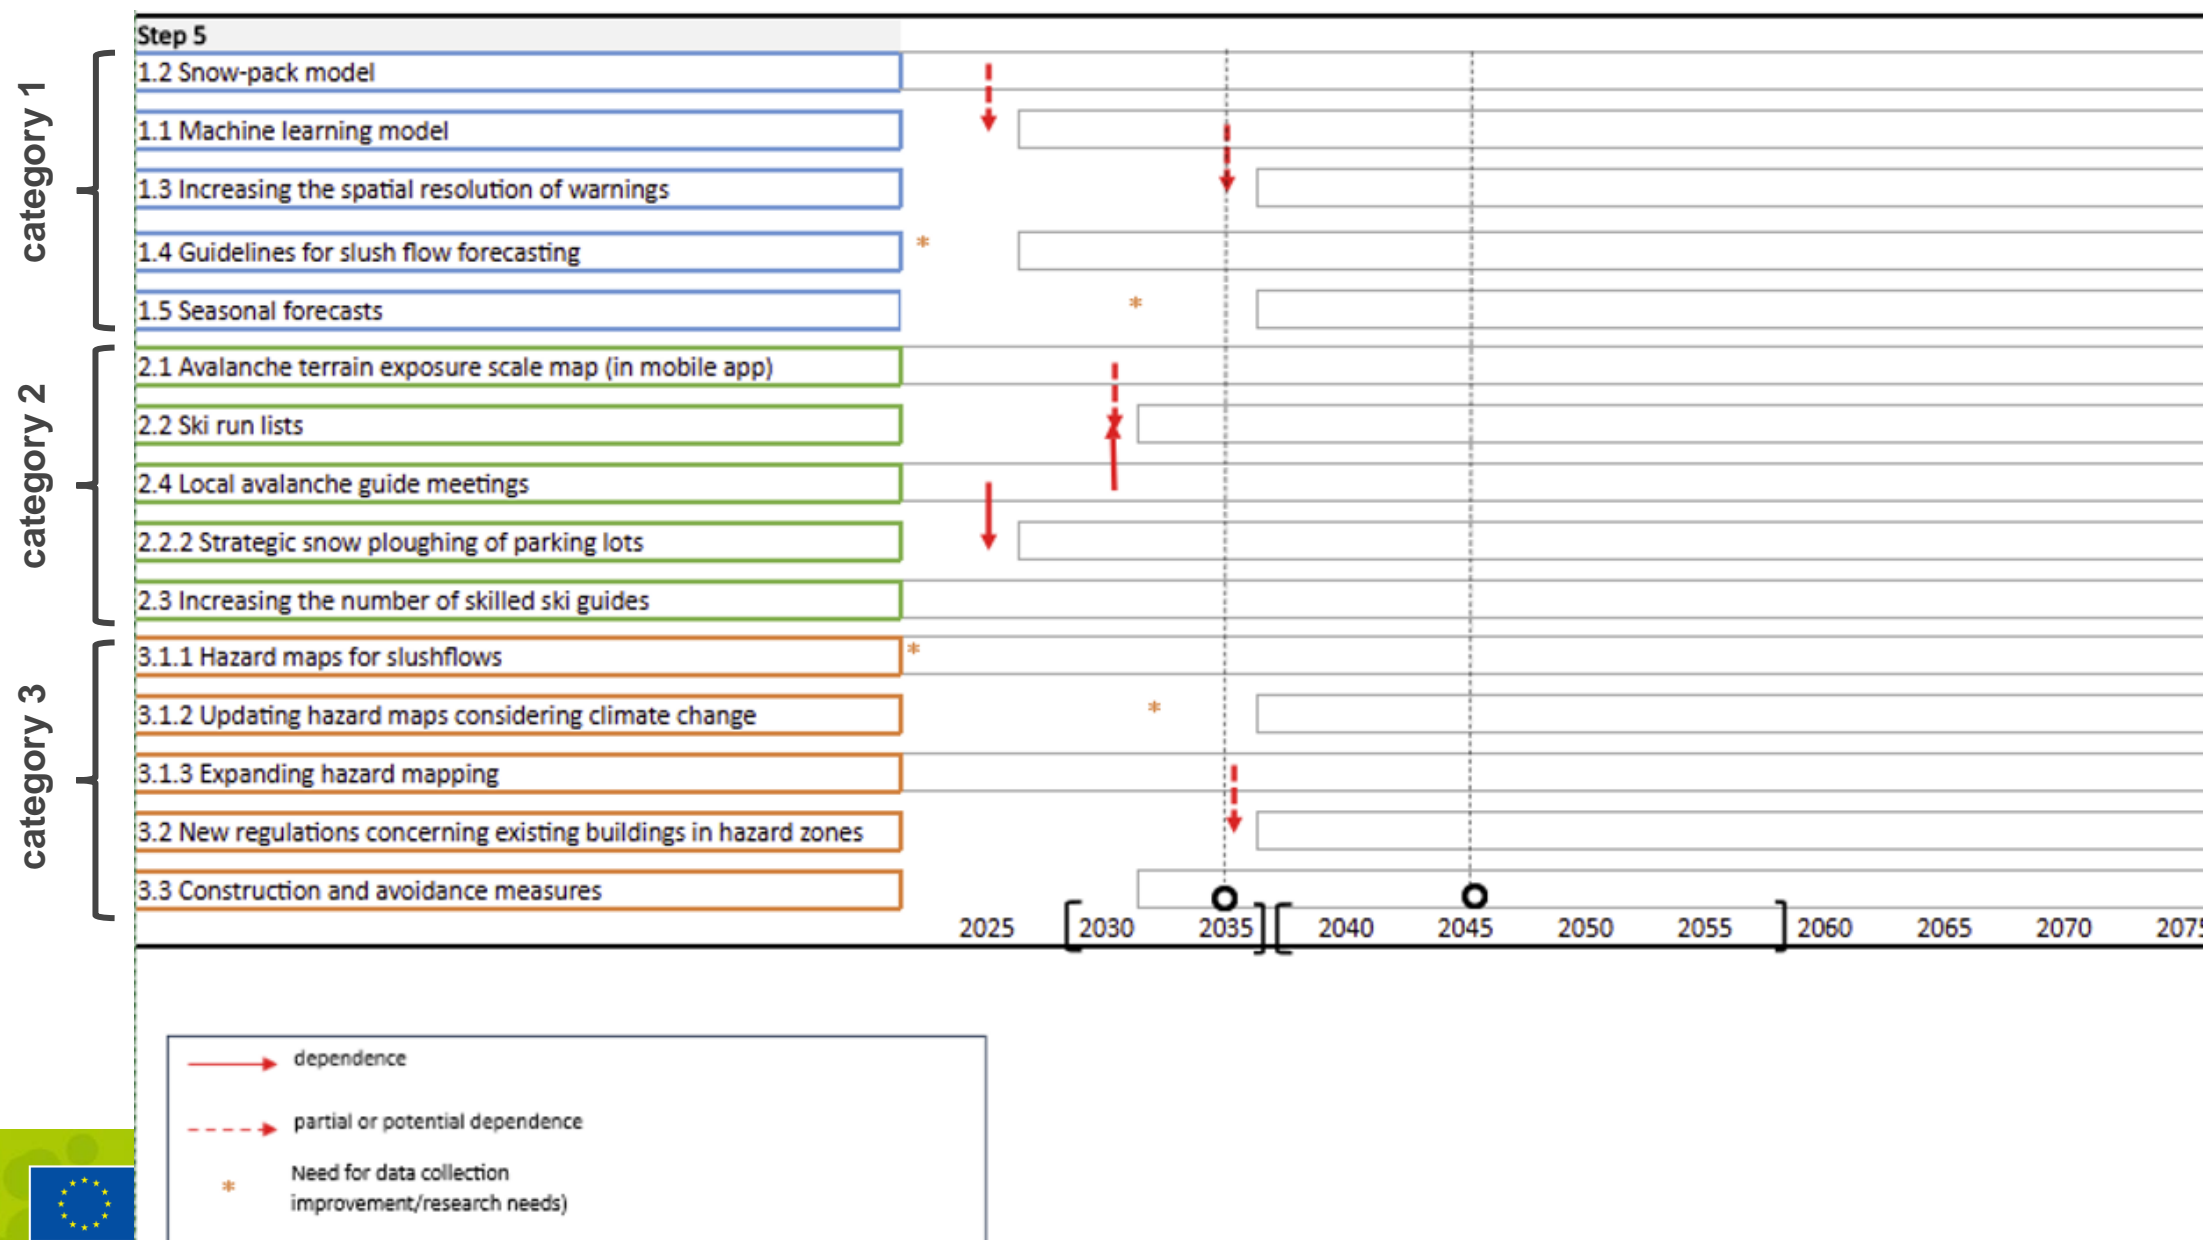 Step 5
category 1
1.2 Snow-pack model
1.1 Machine learning model
1.3 Increasing the spatial resolution of warnings
1.4 Guidelines for slush flow forecasting
*
1.5 Seasonal forecasts
*
category 2
2.1 Avalanche terrain exposure scale map (in mobile app)
2.2 Ski run lists
2.4 Local avalanche guide meetings
2.2.2 Strategic snow ploughing of parking lots
2.3 Increasing the number of skilled ski guides
category 3
3.1.1 Hazard maps for slushflows
*
3.1.2 Updating hazard maps considering climate change
*
3.1.3 Expanding hazard mapping
3.2 New regulations concerning existing buildings in hazard zones
3.3 Construction and avoidance measures
2025 2030 2035 2040 2045 2050 2055 2060 2065 2070 2075
dependence
partial or potential dependence
* Need for data collection
improvement/research needs)